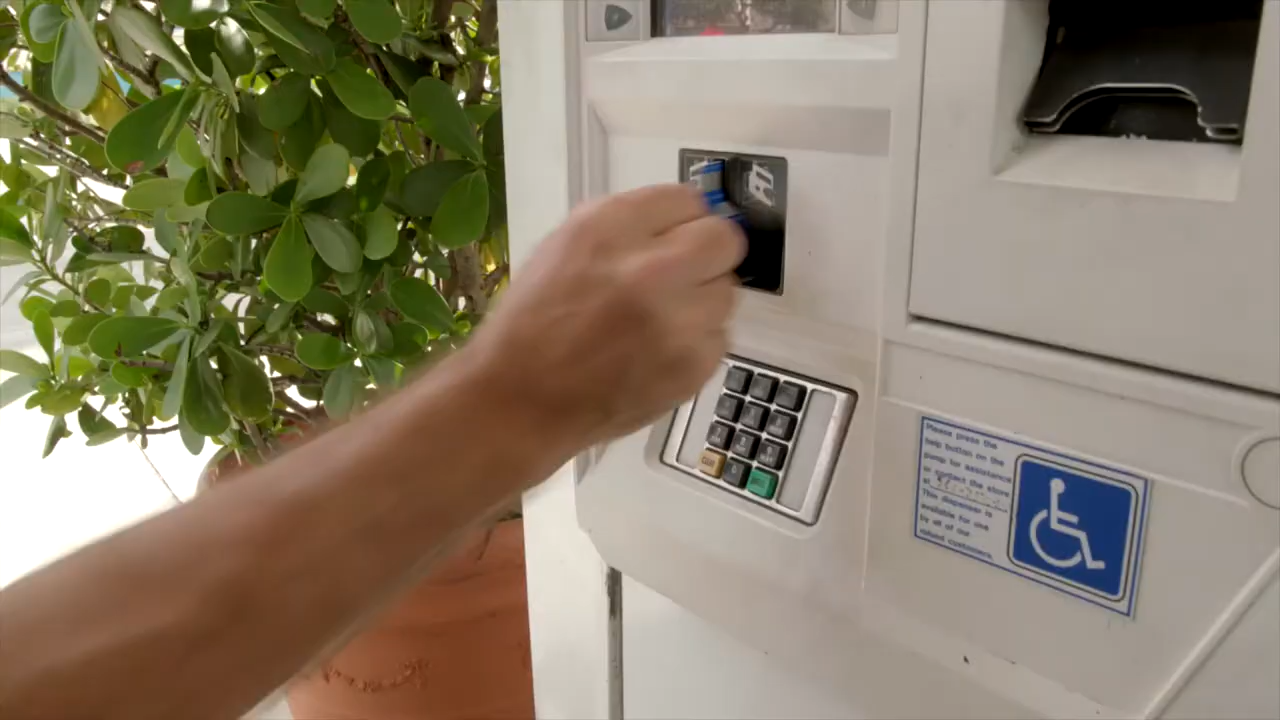 Please press the
help button on the
pump for assistance
or contact the store
at
This dispenser is
available for use
by all of our